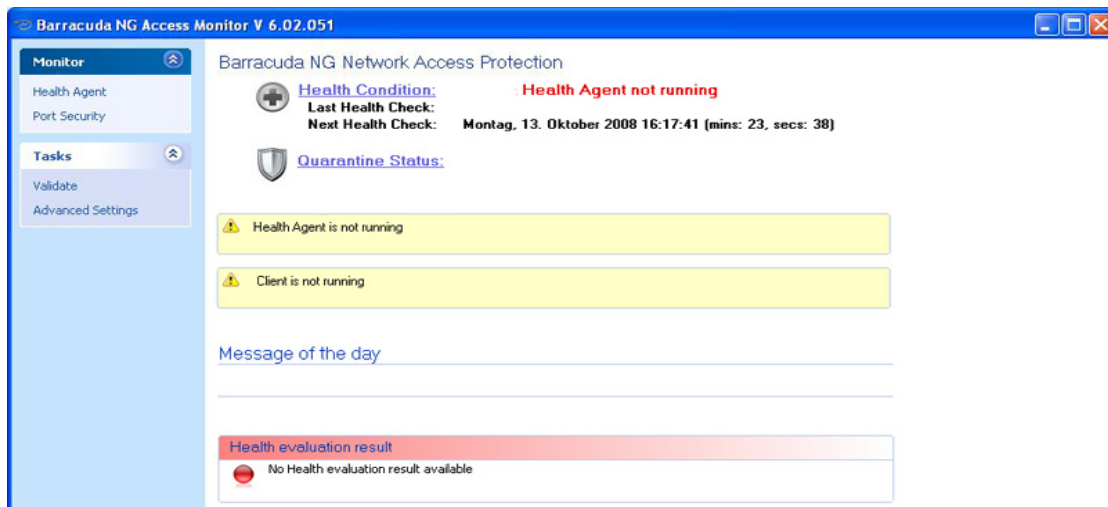 Barracuda NG Access Monitor V 6.02.051
Monitor
Health Agent
Port Security
Tasks
Validate
Advanced Settings
Barracuda NG Network Access Protection
Health Condition: Health Agent not running
Last Health Check:
Next Health Check: Montag, 13. Oktober 2008 16:17:41 (mins: 23, secs: 38)
Quarantine Status:
Health Agent is not running
Client is not running
Message of the day
Health evaluation result
No Health evaluation result available